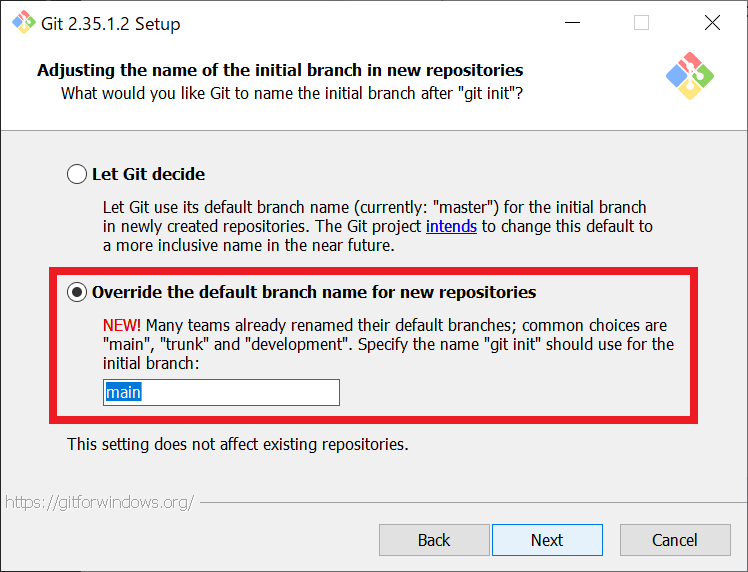 Git 2.35.1.2 Setup
Adjusting the name of the initial branch in new repositories
What would you like Git to name the initial branch after "git init"?
Let Git decide
Let Git use its default branch name (currently: "master") for the initial branch
in newly created repositories. The Git project intends to change this default to
a more inclusive name in the near future.
Override the default branch name for new repositories
NEW! Many teams already renamed their default branches; common choices are
"main", "trunk" and "development". Specify the name "git init" should use for the
initial branch:
main
This setting does not affect existing repositories.
https://gitforwindows.org/
Back
Next
Cancel